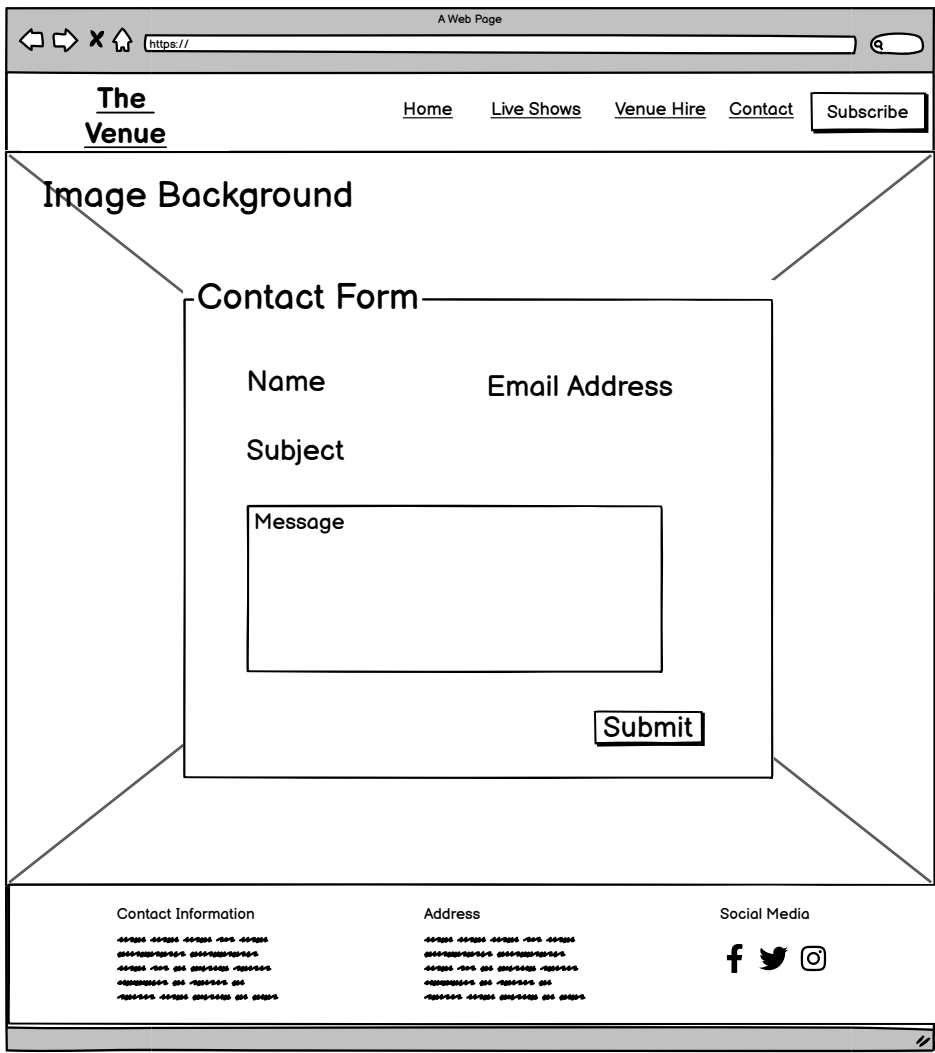 A Web Page
https://
The
Venue
Home Live Shows Venue Hire Contact Subscribe
Image Background
Contact Form
Name Email Address
Subject
Message
Submit
Contact Information Address Social Media